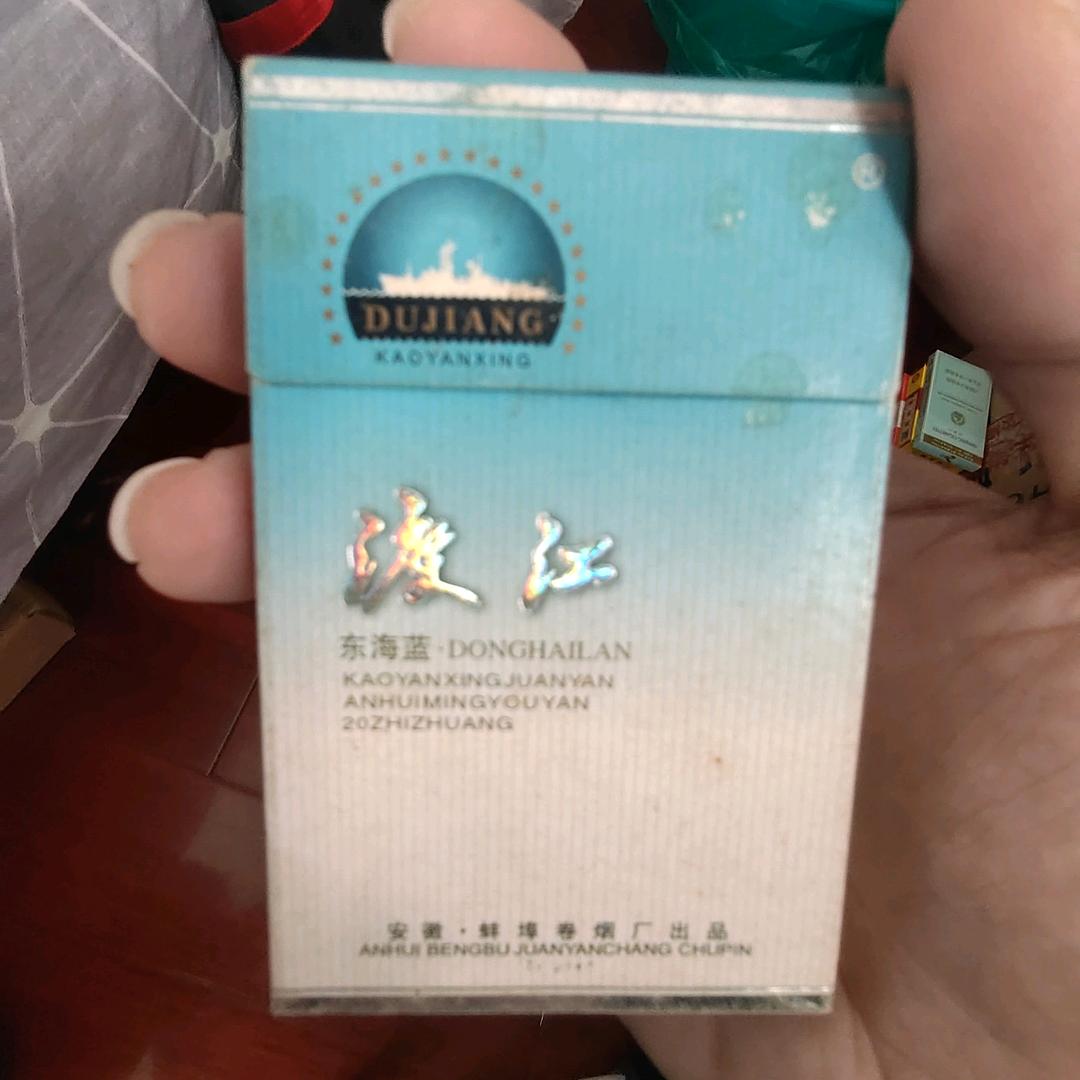 ®
DUJIANG
KAOYANXING
渡江
东海蓝·DONGHAILAN
KAOYANXINGJUANYAN
ANHUIMINGYOUYAN
20ZHIZHUANG
安徽·蚌埠卷烟厂出品
ANHUI BENGBU JUANYANCHANG CHUPIN